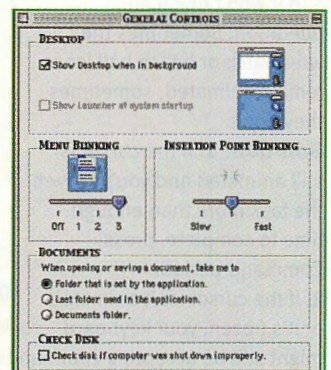 GENERAL CONTROLS
DESKTOP
Show Desktop when in background
Show Launcher at system startup
MENU BLINKING
INSERTION POINT BLINKING
Off 1 2 3
Slow Fast
DOCUMENTS
When opening or saving a document, take me to
Folder that is set by the application.
Last folder used in the application.
Documents folder.
CHECK DISK
Check disk if computer was shut down improperly.